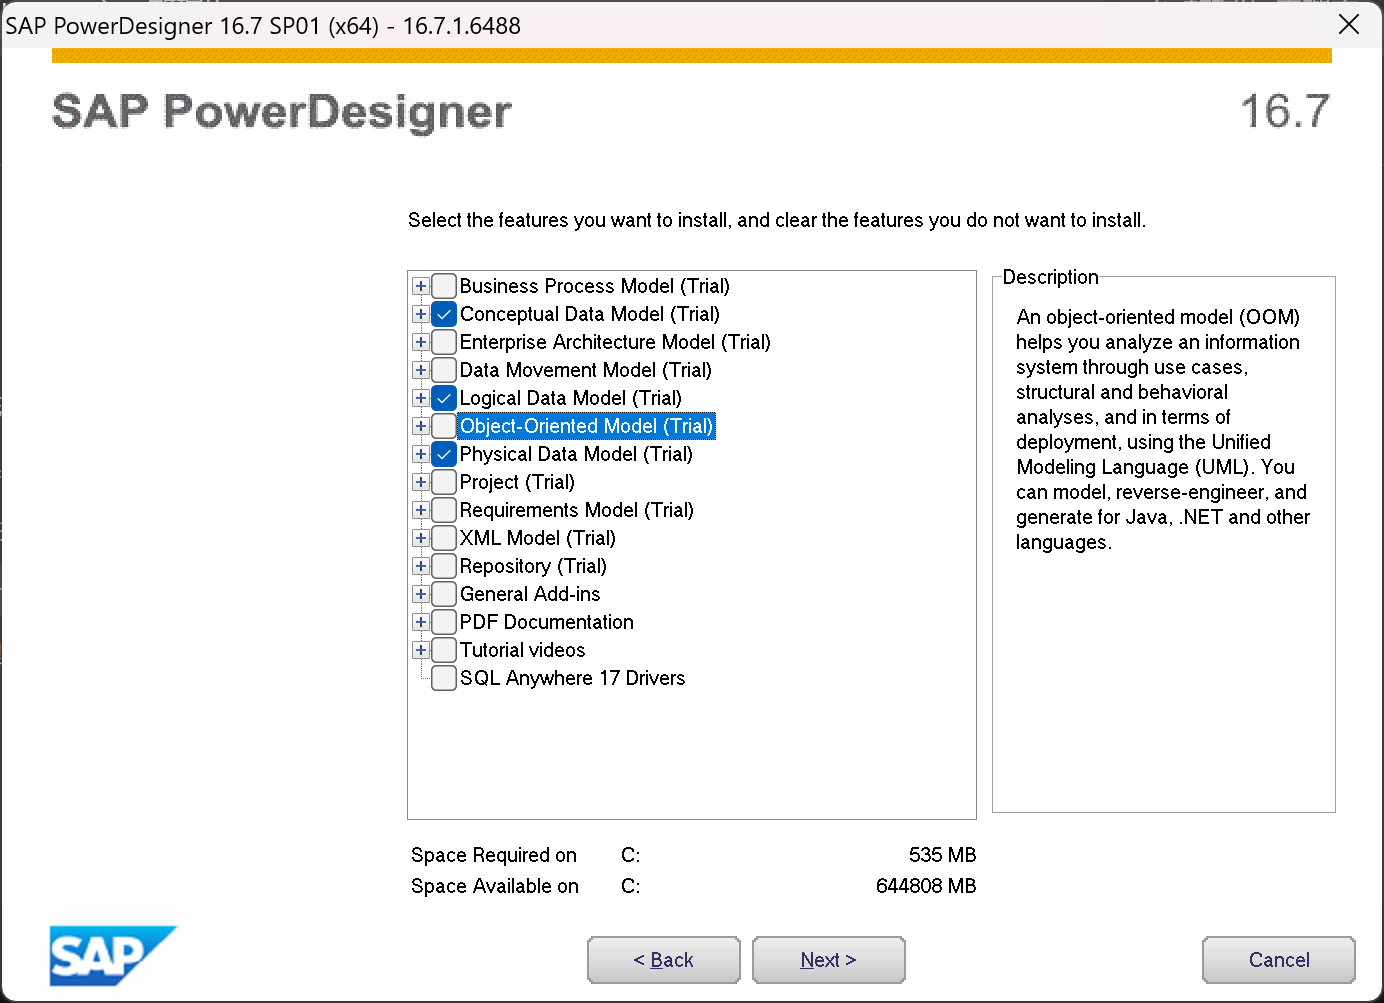 SAP PowerDesigner 16.7 SP01 (x64) - 16.7.1.6488
SAP PowerDesigner
16.7
Select the features you want to install, and clear the features you do not want to install.
Business Process Model (Trial)
Conceptual Data Model (Trial)
Enterprise Architecture Model (Trial)
Data Movement Model (Trial)
Logical Data Model (Trial)
Object-Oriented Model (Trial)
Physical Data Model (Trial)
Project (Trial)
Requirements Model (Trial)
XML Model (Trial)
Repository (Trial)
General Add-ins
PDF Documentation
Tutorial videos
SQL Anywhere 17 Drivers
Description
An object-oriented model (OOM)
helps you analyze an information
system through use cases,
structural and behavioral
analyses, and in terms of
deployment, using the Unified
Modeling Language (UML). You
can model, reverse-engineer, and
generate for Java, .NET and other
languages.
Space Required on C: 535 MB
Space Available on C: 644808 MB
SAP
< Back
Next >
Cancel